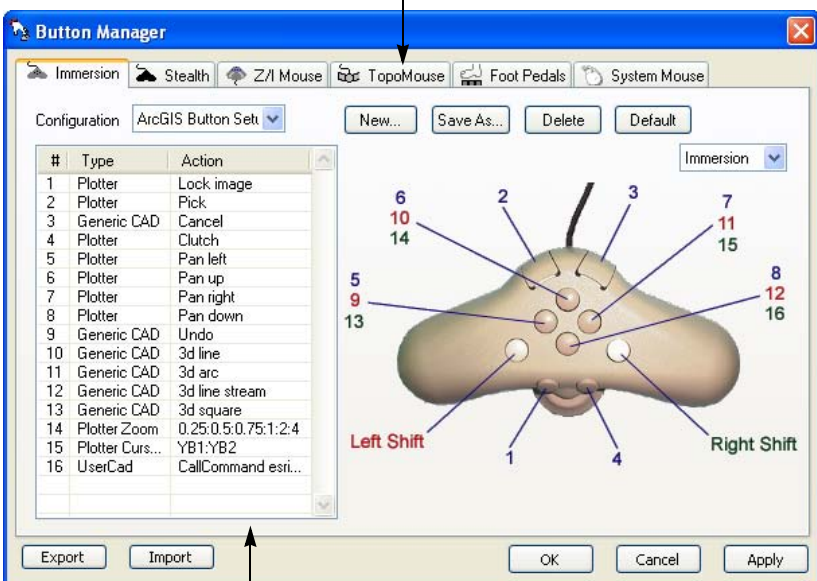 Button Manager
Immersion Stealth Z/I Mouse TopoMouse Foot Pedals System Mouse
Configuration ArcGIS Button Setu New... Save As... Delete Default
Immersion
# Type Action
1 Plotter Lock image
2 Plotter Pick
3 Generic CAD Cancel
4 Plotter Clutch
5 Plotter Pan left
6 Plotter Pan up
7 Plotter Pan right
8 Plotter Pan down
9 Generic CAD Undo
10 Generic CAD 3d line
11 Generic CAD 3d arc
12 Generic CAD 3d line stream
13 Generic CAD 3d square
14 Plotter Zoom 0.25:0.5:0.75:1:2:4
15 Plotter Curs... YB1:YB2
16 UserCad CallCommand esri...
6
10
14
2
3
7
11
15
5
9
13
8
12
16
Left Shift
1
4
Right Shift
Export Import OK Cancel Apply